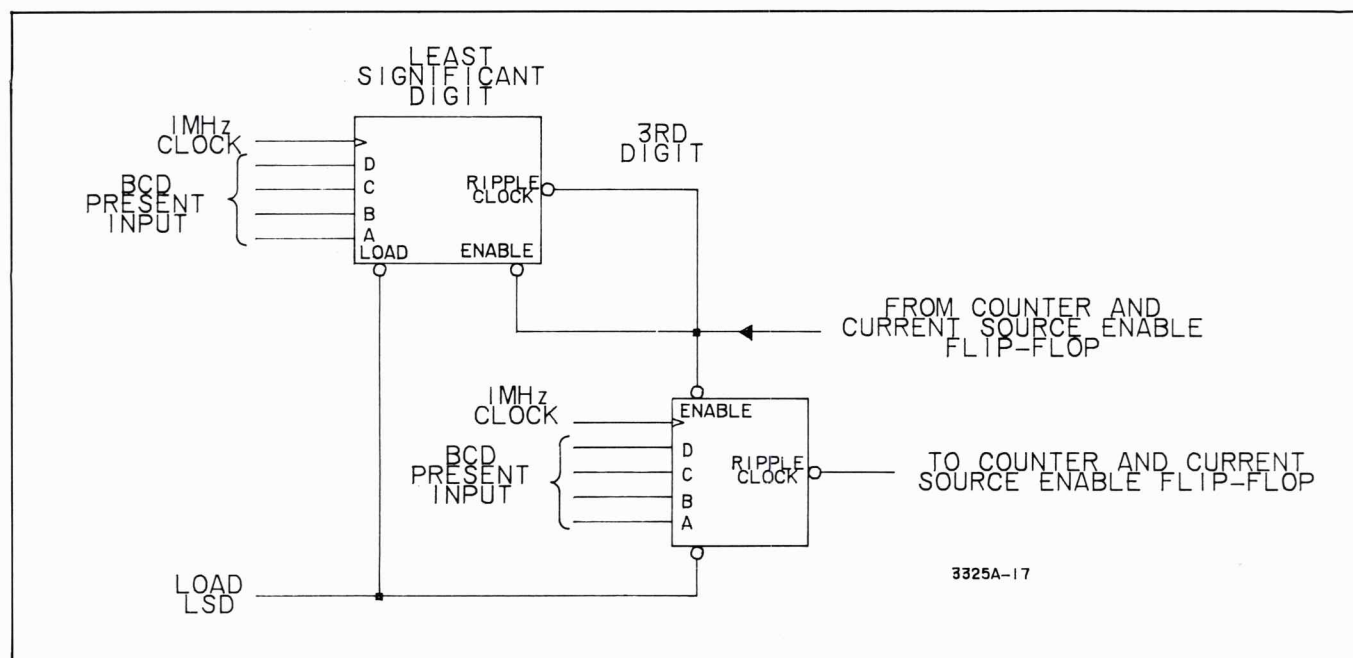 LEAST
SIGNIFICANT
DIGIT
1MHz
CLOCK
D
C
B
A
BCD
PRESENT
INPUT
RIPPLE
CLOCK
LOAD
ENABLE
3RD
DIGIT
FROM COUNTER AND
CURRENT SOURCE ENABLE
FLIP-FLOP
1MHz
CLOCK
ENABLE
D
C
B
A
BCD
PRESENT
INPUT
RIPPLE
CLOCK
TO COUNTER AND CURRENT
SOURCE ENABLE FLIP-FLOP
LOAD
LSD
3325A-17